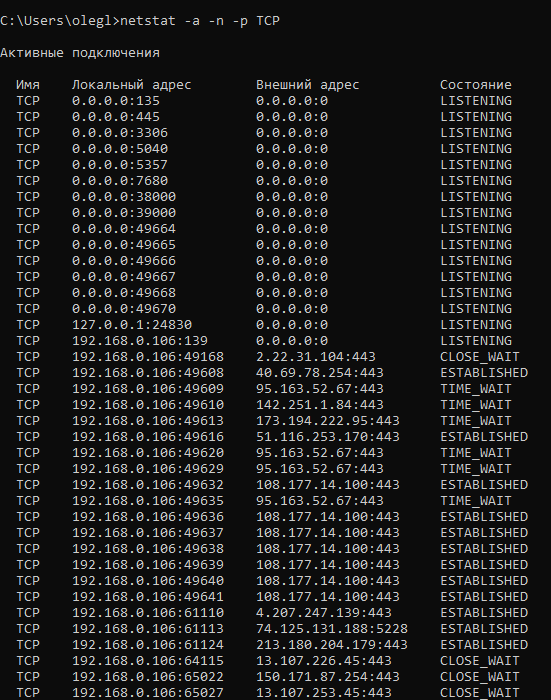 C:\Users\olegl>netstat -a -n -p TCP
Активные подключения
Имя Локальный адрес Внешний адрес Состояние
TCP 0.0.0.0:135 0.0.0.0:0 LISTENING
TCP 0.0.0.0:445 0.0.0.0:0 LISTENING
TCP 0.0.0.0:3306 0.0.0.0:0 LISTENING
TCP 0.0.0.0:5040 0.0.0.0:0 LISTENING
TCP 0.0.0.0:5357 0.0.0.0:0 LISTENING
TCP 0.0.0.0:7680 0.0.0.0:0 LISTENING
TCP 0.0.0.0:38000 0.0.0.0:0 LISTENING
TCP 0.0.0.0:39000 0.0.0.0:0 LISTENING
TCP 0.0.0.0:49664 0.0.0.0:0 LISTENING
TCP 0.0.0.0:49665 0.0.0.0:0 LISTENING
TCP 0.0.0.0:49666 0.0.0.0:0 LISTENING
TCP 0.0.0.0:49667 0.0.0.0:0 LISTENING
TCP 0.0.0.0:49668 0.0.0.0:0 LISTENING
TCP 0.0.0.0:49670 0.0.0.0:0 LISTENING
TCP 127.0.0.1:24830 0.0.0.0:0 LISTENING
TCP 192.168.0.106:139 0.0.0.0:0 LISTENING
TCP 192.168.0.106:49168 2.22.31.104:443 CLOSE_WAIT
TCP 192.168.0.106:49608 40.69.78.254:443 ESTABLISHED
TCP 192.168.0.106:49609 95.163.52.67:443 TIME_WAIT
TCP 192.168.0.106:49610 142.251.1.84:443 TIME_WAIT
TCP 192.168.0.106:49613 173.194.222.95:443 TIME_WAIT
TCP 192.168.0.106:49616 51.116.253.170:443 ESTABLISHED
TCP 192.168.0.106:49620 95.163.52.67:443 TIME_WAIT
TCP 192.168.0.106:49629 95.163.52.67:443 TIME_WAIT
TCP 192.168.0.106:49632 108.177.14.100:443 ESTABLISHED
TCP 192.168.0.106:49635 95.163.52.67:443 TIME_WAIT
TCP 192.168.0.106:49636 108.177.14.100:443 ESTABLISHED
TCP 192.168.0.106:49637 108.177.14.100:443 ESTABLISHED
TCP 192.168.0.106:49638 108.177.14.100:443 ESTABLISHED
TCP 192.168.0.106:49639 108.177.14.100:443 ESTABLISHED
TCP 192.168.0.106:49640 108.177.14.100:443 ESTABLISHED
TCP 192.168.0.106:49641 108.177.14.100:443 ESTABLISHED
TCP 192.168.0.106:61110 4.207.247.139:443 ESTABLISHED
TCP 192.168.0.106:61113 74.125.131.188:5228 ESTABLISHED
TCP 192.168.0.106:61124 213.180.204.179:443 ESTABLISHED
TCP 192.168.0.106:64115 13.107.226.45:443 CLOSE_WAIT
TCP 192.168.0.106:65022 150.171.87.254:443 CLOSE_WAIT
TCP 192.168.0.106:65027 13.107.253.45:443 CLOSE_WAIT